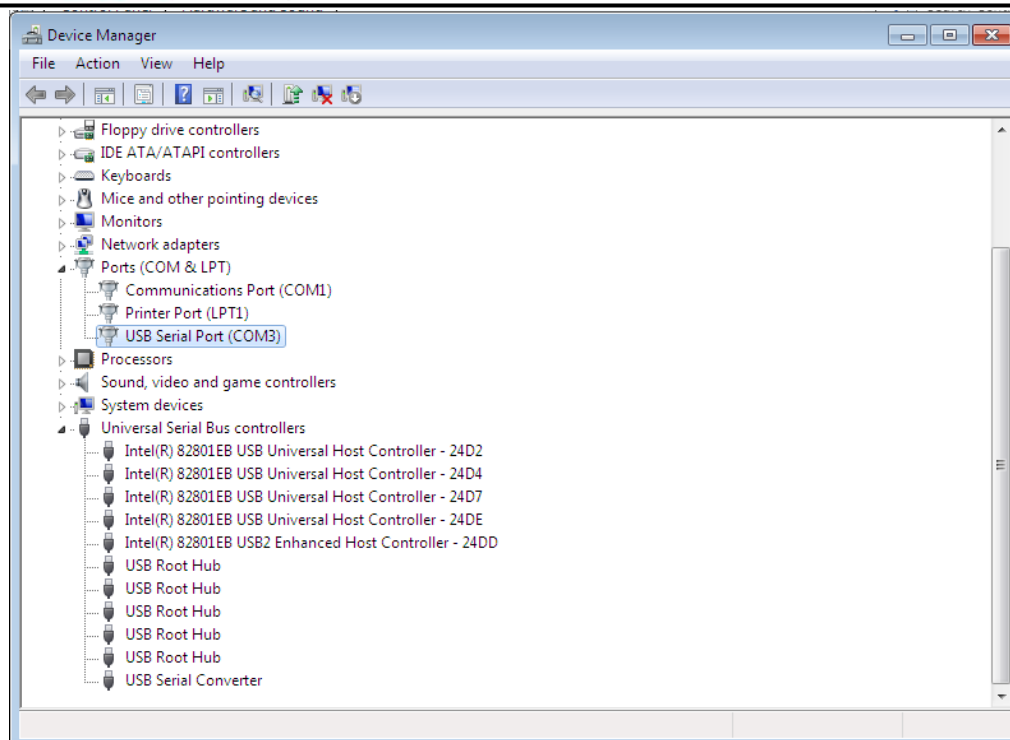 Device Manager
File Action View Help
Floppy drive controllers
IDE ATA/ATAPI controllers
Keyboards
Mice and other pointing devices
Monitors
Network adapters
Ports (COM & LPT)
Communications Port (COM1)
Printer Port (LPT1)
USB Serial Port (COM3)
Processors
Sound, video and game controllers
System devices
Universal Serial Bus controllers
Intel(R) 82801EB USB Universal Host Controller - 24D2
Intel(R) 82801EB USB Universal Host Controller - 24D4
Intel(R) 82801EB USB Universal Host Controller - 24D7
Intel(R) 82801EB USB Universal Host Controller - 24DE
Intel(R) 82801EB USB2 Enhanced Host Controller - 24DD
USB Root Hub
USB Root Hub
USB Root Hub
USB Root Hub
USB Root Hub
USB Serial Converter